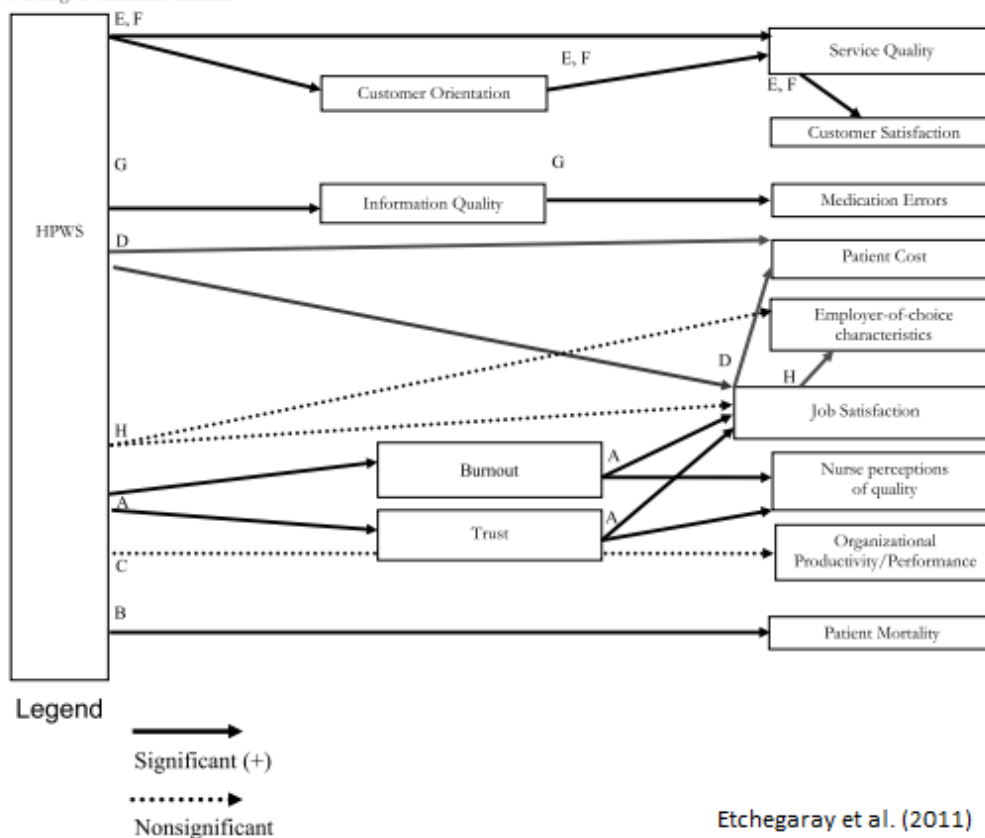 E, F
Service Quality
E, F
Customer Orientation
E, F
Customer Satisfaction
G
G
Information Quality
Medication Errors
HPWS
D
Patient Cost
Employer-of-choice
characteristics
D
H
Job Satisfaction
H
Burnout
A
Nurse perceptions
of quality
A
A
Trust
Organizational
Productivity/Performance
C
B
Patient Mortality
Legend
Significant (+)
Nonsignificant
Etchegaray et al. (2011)